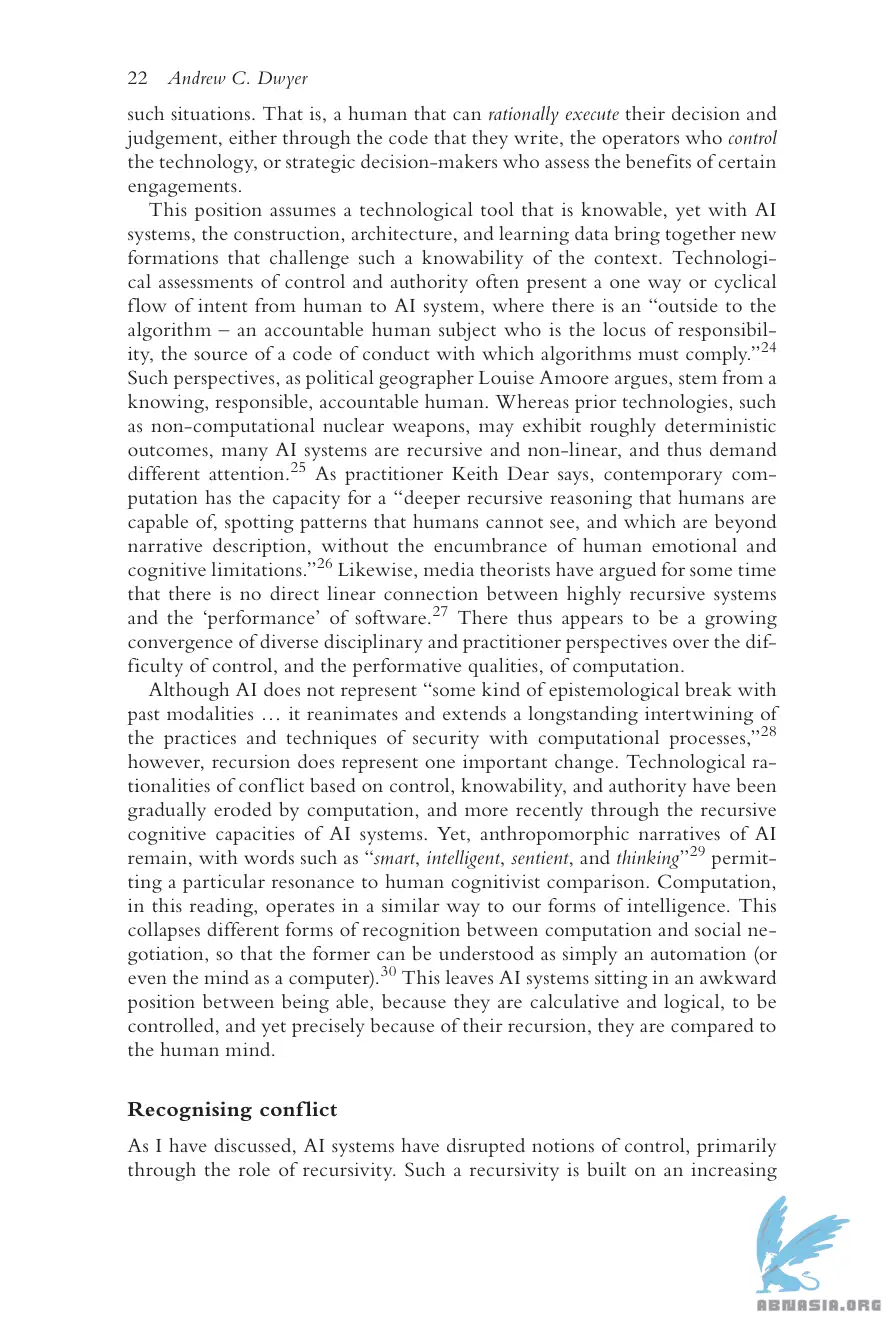 22 Andrew C. Dwyer
such situations. That is, a human that can rationally execute their decision and
judgement, either through the code that they write, the operators who control
the technology, or strategic decision-makers who assess the benefits of certain
engagements.
This position assumes a technological tool that is knowable, yet with AI
systems, the construction, architecture, and learning data bring together new
formations that challenge such a knowability of the context. Technologi-
cal assessments of control and authority often present a one way or cyclical
flow of intent from human to AI system, where there is an “outside to the
algorithm – an accountable human subject who is the locus of responsibil-
ity, the source of a code of conduct with which algorithms must comply.”24
Such perspectives, as political geographer Louise Amoore argues, stem from a
knowing, responsible, accountable human. Whereas prior technologies, such
as non-computational nuclear weapons, may exhibit roughly deterministic
outcomes, many AI systems are recursive and non-linear, and thus demand
different attention.25 As practitioner Keith Dear says, contemporary com-
putation has the capacity for a “deeper recursive reasoning that humans are
capable of, spotting patterns that humans cannot see, and which are beyond
narrative description, without the encumbrance of human emotional and
cognitive limitations.”26 Likewise, media theorists have argued for some time
that there is no direct linear connection between highly recursive systems
and the ‘performance’ of software.27 There thus appears to be a growing
convergence of diverse disciplinary and practitioner perspectives over the dif-
ficulty of control, and the performative qualities, of computation.
Although AI does not represent “some kind of epistemological break with
past modalities … it reanimates and extends a longstanding intertwining of
the practices and techniques of security with computational processes,”28
however, recursion does represent one important change. Technological ra-
tionalities of conflict based on control, knowability, and authority have been
gradually eroded by computation, and more recently through the recursive
cognitive capacities of AI systems. Yet, anthropomorphic narratives of AI
remain, with words such as “smart, intelligent, sentient, and thinking”29 permit-
ting a particular resonance to human cognitivist comparison. Computation,
in this reading, operates in a similar way to our forms of intelligence. This
collapses different forms of recognition between computation and social ne-
gotiation, so that the former can be understood as simply an automation (or
even the mind as a computer).30 This leaves AI systems sitting in an awkward
position between being able, because they are calculative and logical, to be
controlled, and yet precisely because of their recursion, they are compared to
the human mind.
Recognising conflict
As I have discussed, AI systems have disrupted notions of control, primarily
through the role of recursivity. Such a recursivity is built on an increasing
ABNASIA.ORG